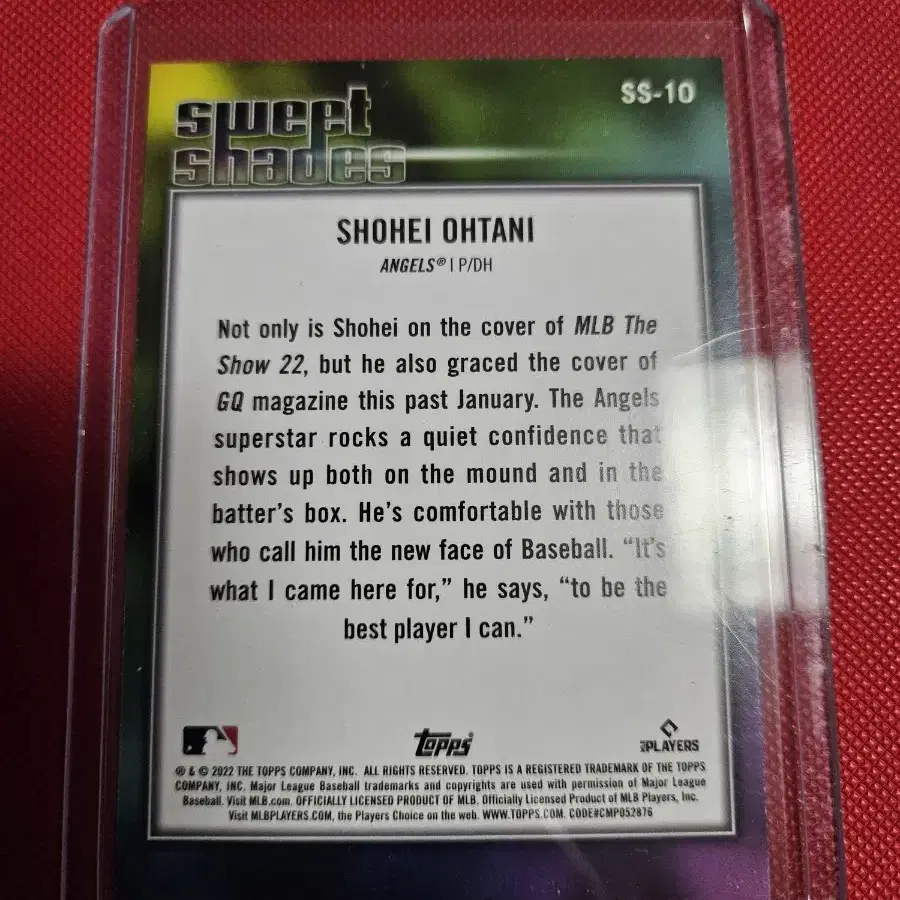 sweet
shades
SS-10
SHOHEI OHTANI
ANGELS® | P/DH
Not only is Shohei on the cover of MLB The
Show 22, but he also graced the cover of
GQ magazine this past January. The Angels
superstar rocks a quiet confidence that
shows up both on the mound and in the
batter's box. He's comfortable with those
who call him the new face of Baseball. “It's
what I came here for,” he says, “to be the
best player I can.”
topps
PLAYERS
® & © 2022 THE TOPPS COMPANY, INC. ALL RIGHTS RESERVED. TOPPS IS A REGISTERED TRADEMARK OF THE TOPPS
COMPANY, INC. Major League Baseball trademarks and copyrights are used with permission of Major League
Baseball. Visit MLB.com. OFFICIALLY LICENSED PRODUCT OF MLB. Officially Licensed Product of MLB Players, Inc.
Visit MLBPLAYERS.COM, the Players Choice on the web. WWW.TOPPS.COM. CODE#CMP052876